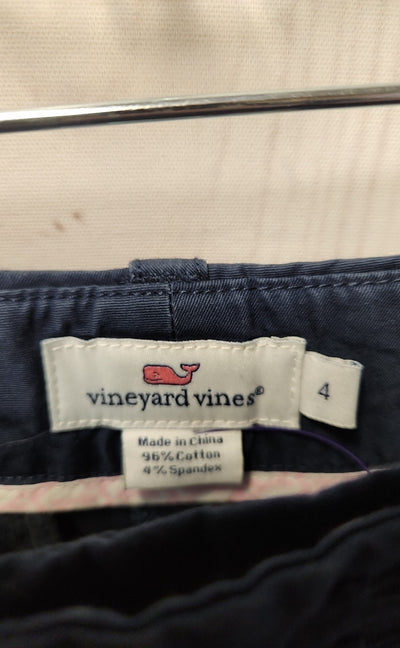 vineyard vines®
4
Made in China
96% Cotton
4% Spandex